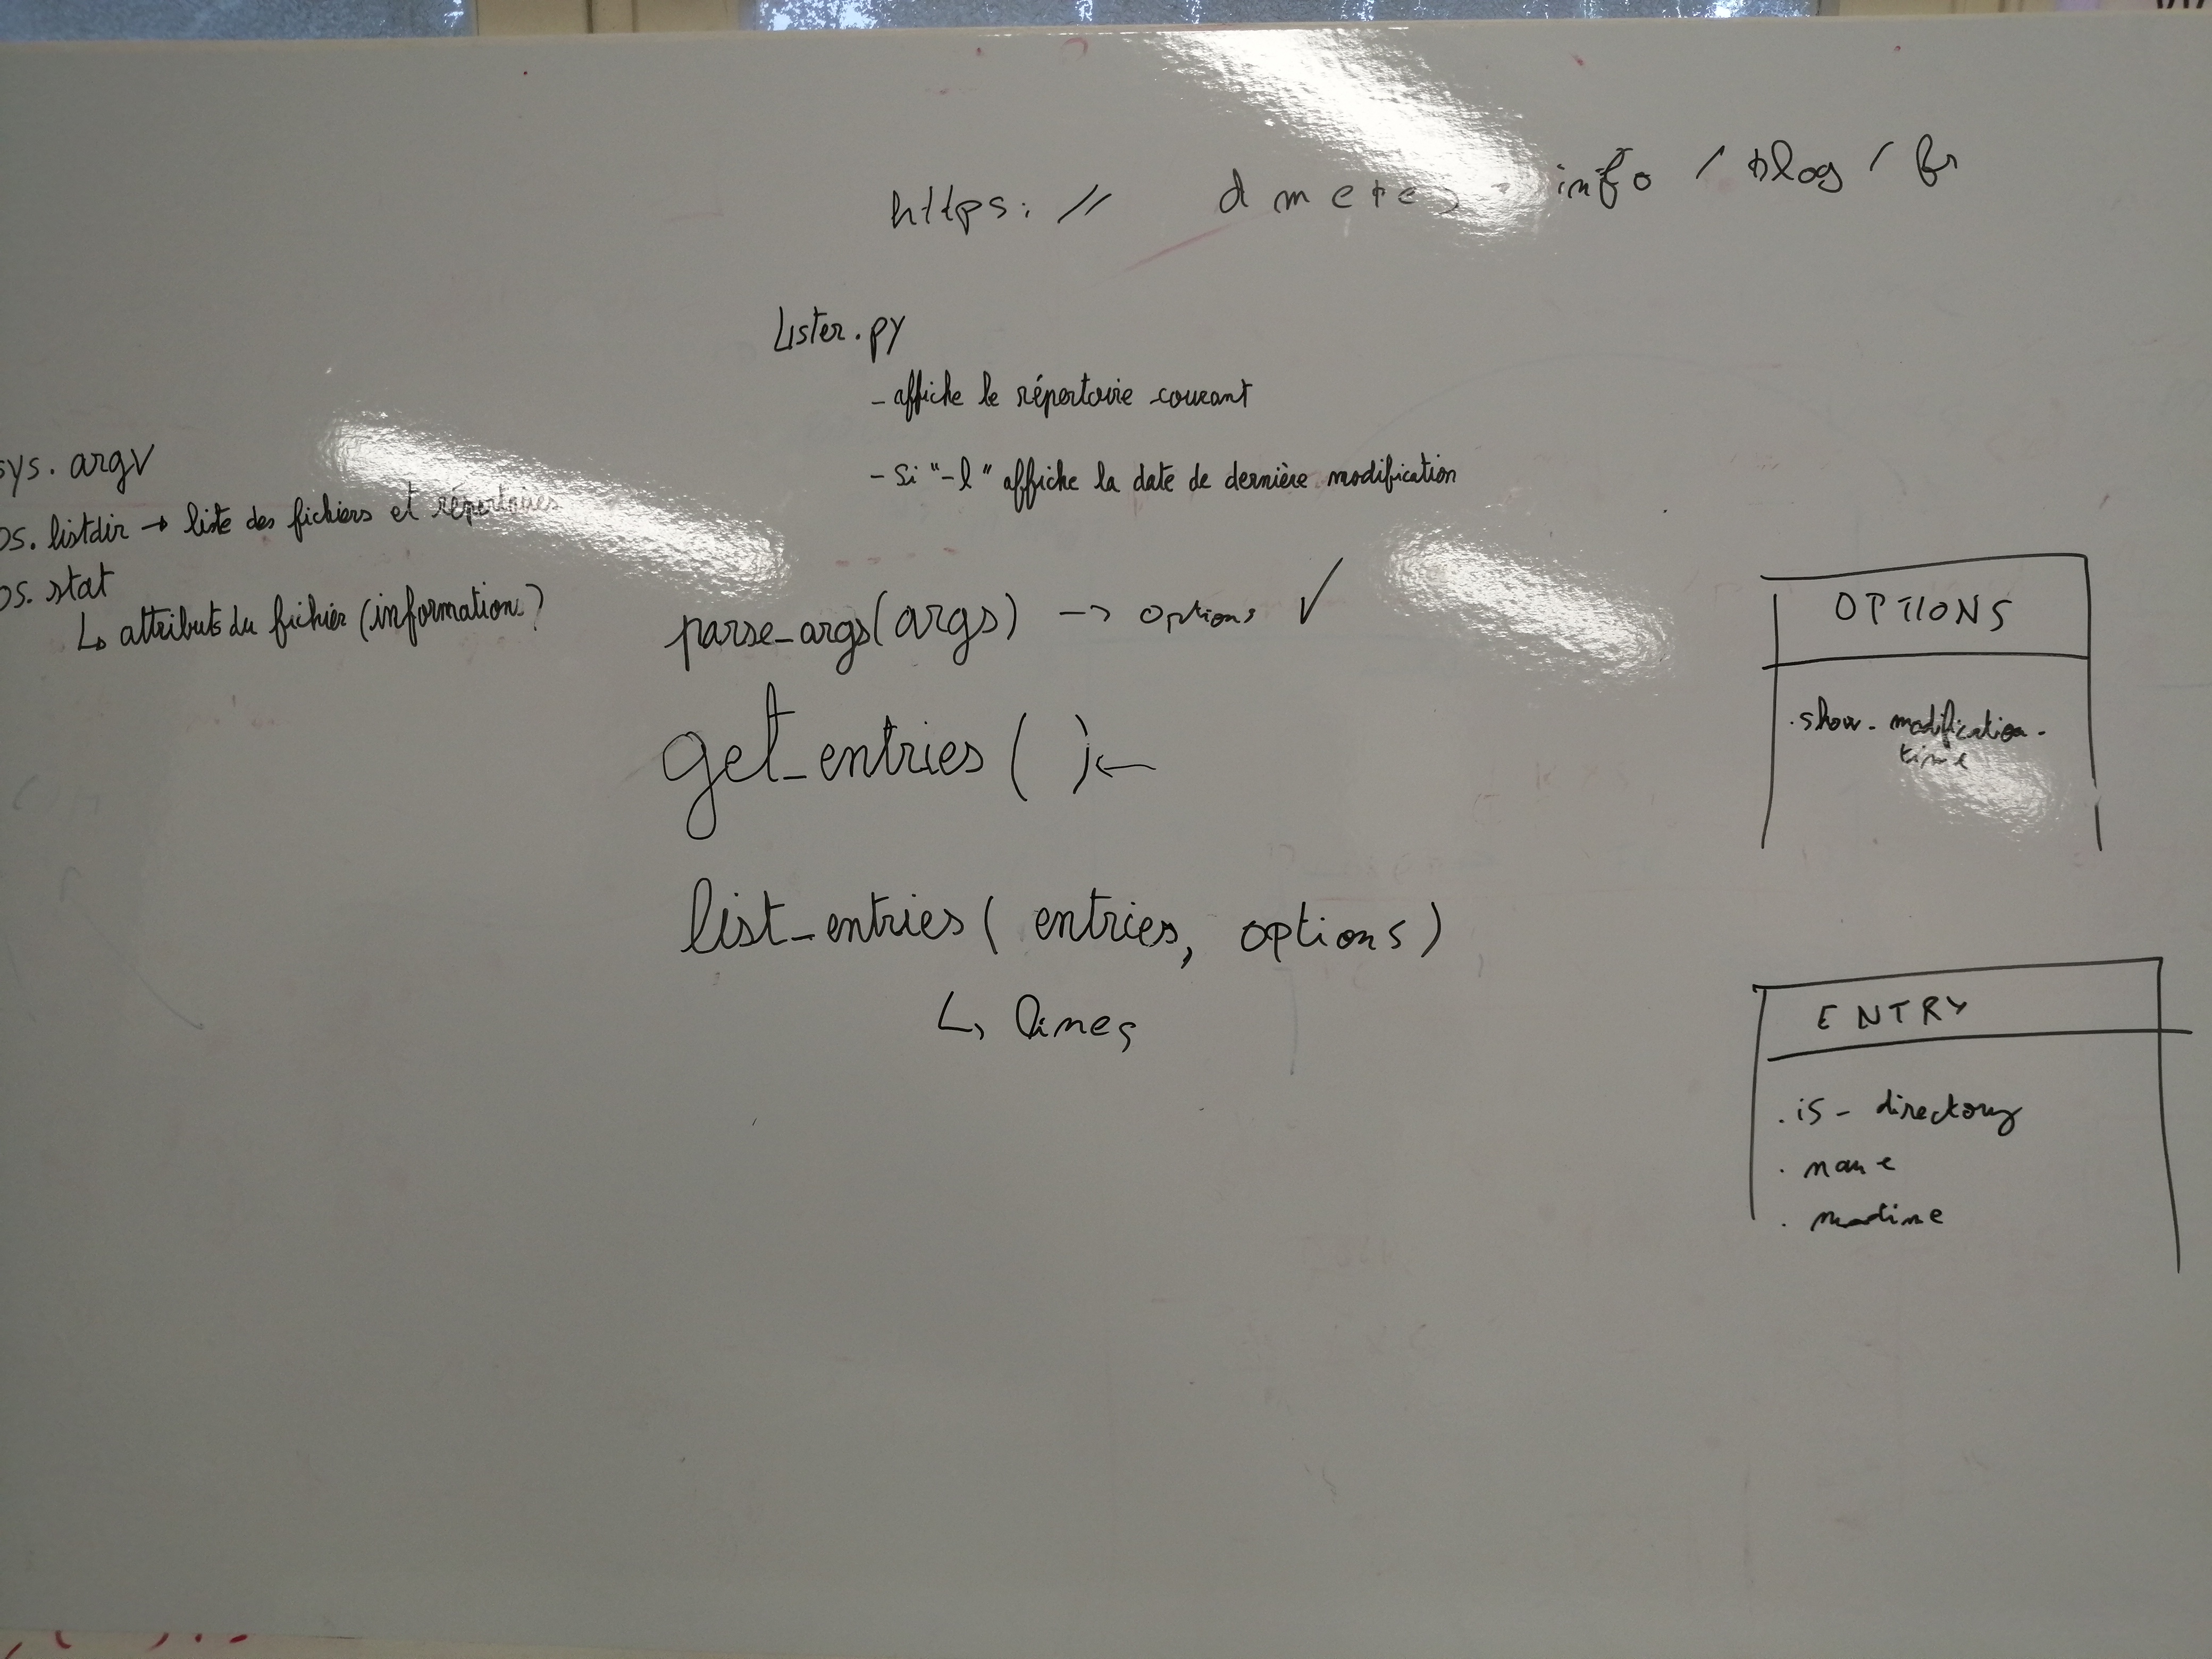 https://dmerej.info/blog/fr
Lister.py
- affiche le répertoire courant
- Si "-l" affiche la date de dernière modification
sys.argv
os.listdir → liste des fichiers et répertoires
os.stat
↳ attributs du fichier (information?
parse_args(args) → options ✓
get_entries( ) ←
list_entries( entries, options)
↳ lines
OPTIONS
. show_modification_
time
ENTRY
. is_directory
. name